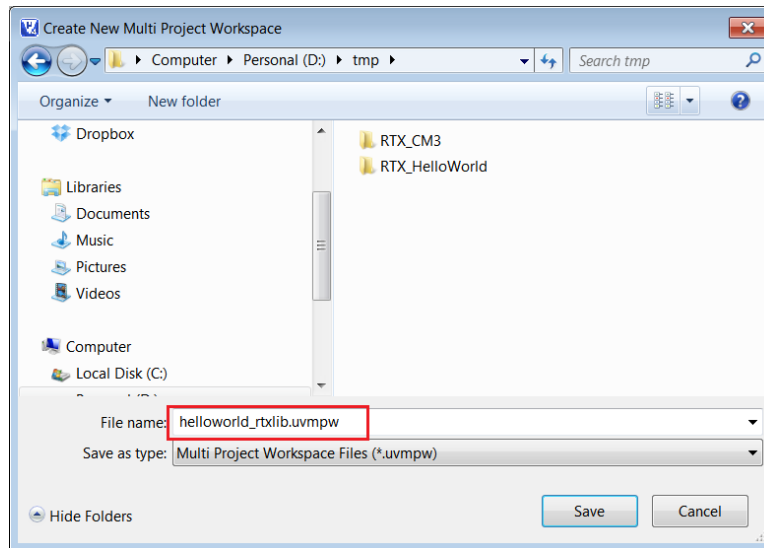 Create New Multi Project Workspace
Computer Personal (D:) tmp
Search tmp
Organize New folder
Dropbox
Libraries
Documents
Music
Pictures
Videos
Computer
Local Disk (C:)
RTX_CM3
RTX_HelloWorld
File name: helloworld_rtxlib.uvmpw
Save as type: Multi Project Workspace Files (*.uvmpw)
Hide Folders
Save
Cancel